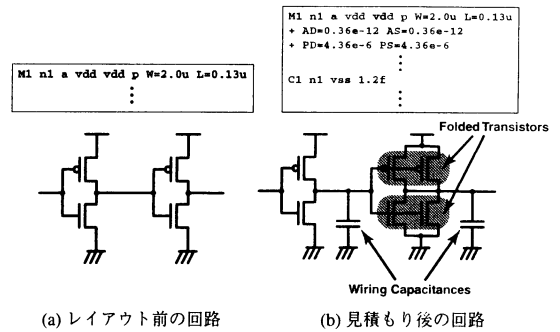 M1 n1 a vdd vdd p W=2.0u L=0.13u
⋮
M1 n1 a vdd vdd p W=2.0u L=0.13u
+ AD=0.36e-12 AS=0.36e-12
+ PD=4.36e-6 PS=4.36e-6
⋮
C1 n1 vss 1.2f
⋮
Folded Transistors
Wiring Capacitances
(a) レイアウト前の回路
(b) 見積もり後の回路